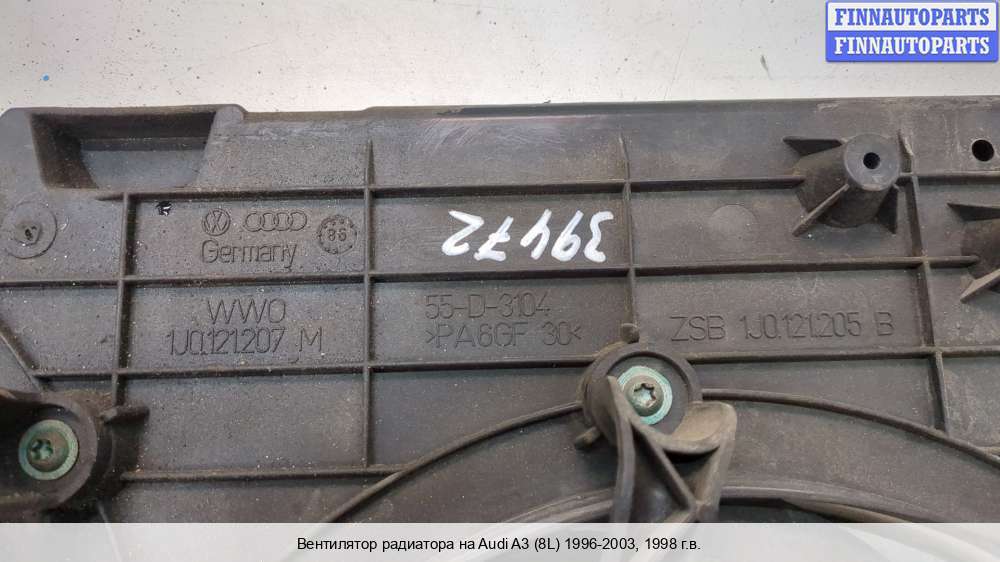 FINNAUTOPARTS
FINNAUTOPARTS
Germany
39472
WWO
1J0.121.207 M
55-D-3104
>PA6GF 30<
ZSB 1J0.121.205 B
Вентилятор радиатора на Audi A3 (8L) 1996-2003, 1998 г.в.